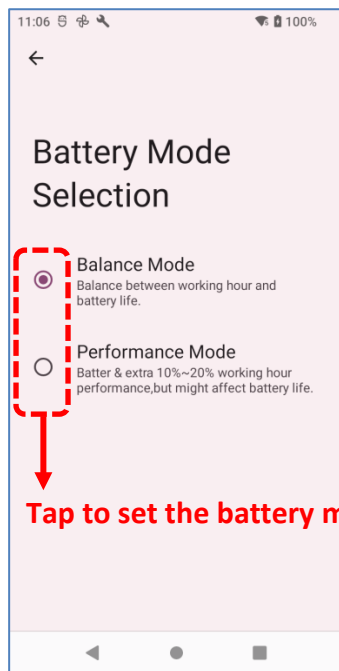 11:06 100%
Battery Mode
Selection
Balance Mode
Balance between working hour and
battery life.
Performance Mode
Batter & extra 10%~20% working hour
performance,but might affect battery life.
Tap to set the battery m